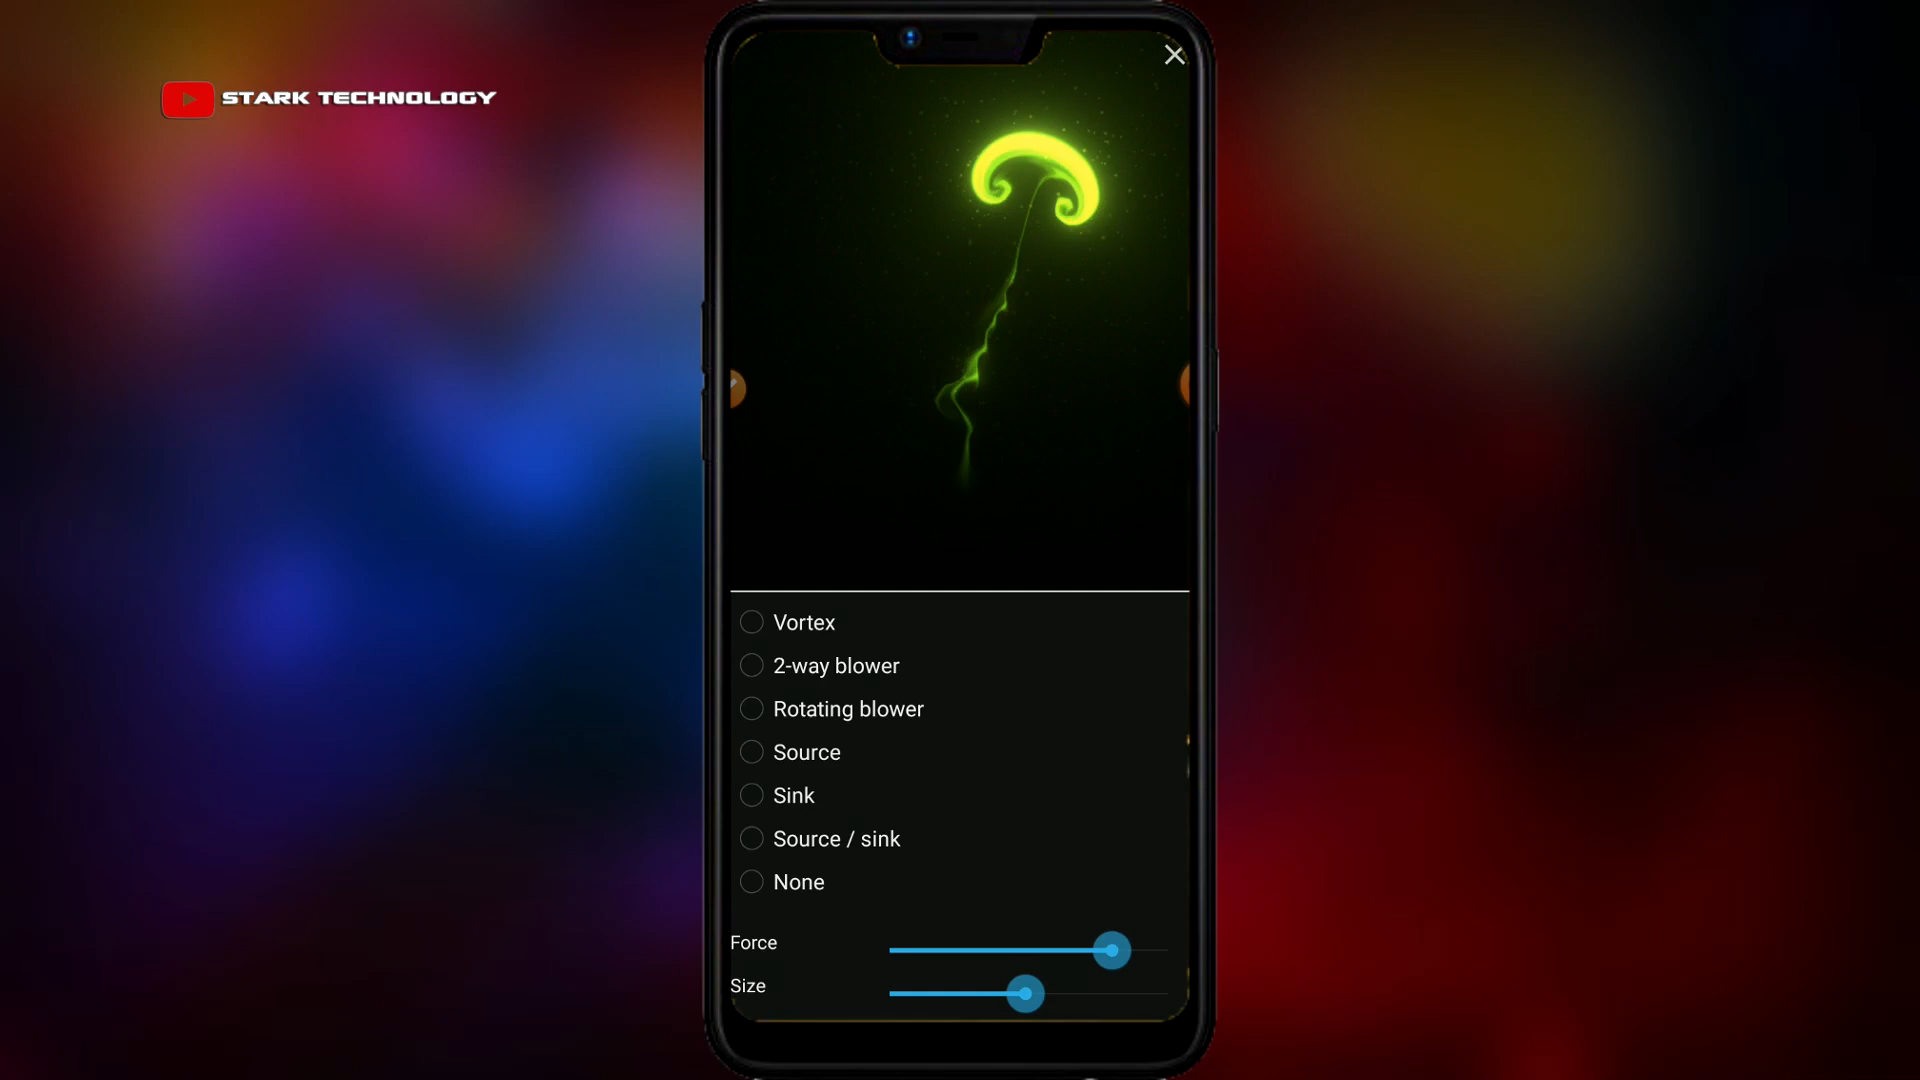 STARK TECHNOLOGY
Vortex
2-way blower
Rotating blower
Source
Sink
Source / sink
None
Force
Size